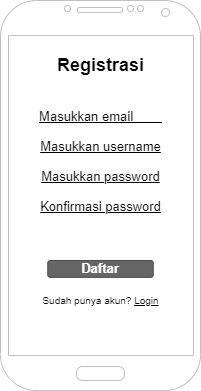 Registrasi
Masukkan email
Masukkan username
Masukkan password
Konfirmasi password
Daftar
Sudah punya akun? Login